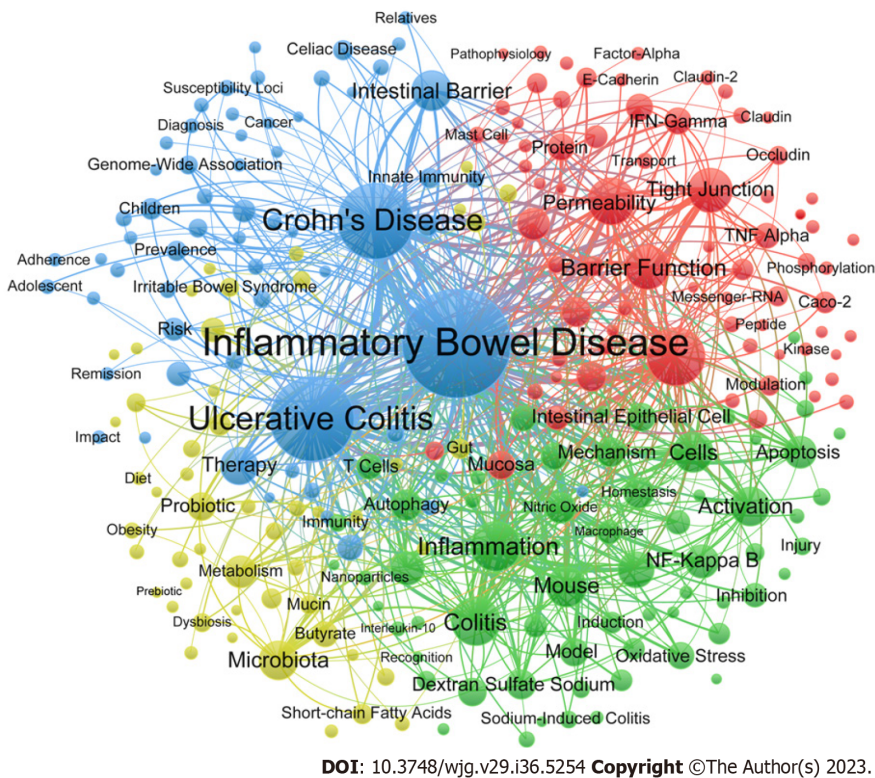 Relatives
Celiac Disease
Pathophysiology
Factor-Alpha
E-Cadherin
Claudin-2
Susceptibility Loci
Intestinal Barrier
Diagnosis
Cancer
Mast Cell
IFN-Gamma
Claudin
Protein
Genome-Wide Association
Transport
Occludin
Innate Immunity
Tight Junction
Permeability
Children
Crohn's Disease
TNF Alpha
Prevalence
Adherence
Barrier Function
Phosphorylation
Adolescent
Irritable Bowel Syndrome
Messenger-RNA
Caco-2
Risk
Peptide
Inflammatory Bowel Disease
Kinase
Remission
Modulation
Ulcerative Colitis
Intestinal Epithelial Cell
Impact
Gut
Therapy
T Cells
Mucosa
Mechanism
Cells
Apoptosis
Diet
Homestasis
Probiotic
Autophagy
Nitric Oxide
Activation
Obesity
Immunity
Macrophage
Inflammation
Injury
Metabolism
Nanoparticles
NF-Kappa B
Prebiotic
Mouse
Inhibition
Mucin
Dysbiosis
Butyrate
Interleukin-10
Colitis
Induction
Microbiota
Recognition
Model
Oxidative Stress
Dextran Sulfate Sodium
Short-chain Fatty Acids
Sodium-Induced Colitis
DOI: 10.3748/wjg.v29.i36.5254 Copyright ©The Author(s) 2023.